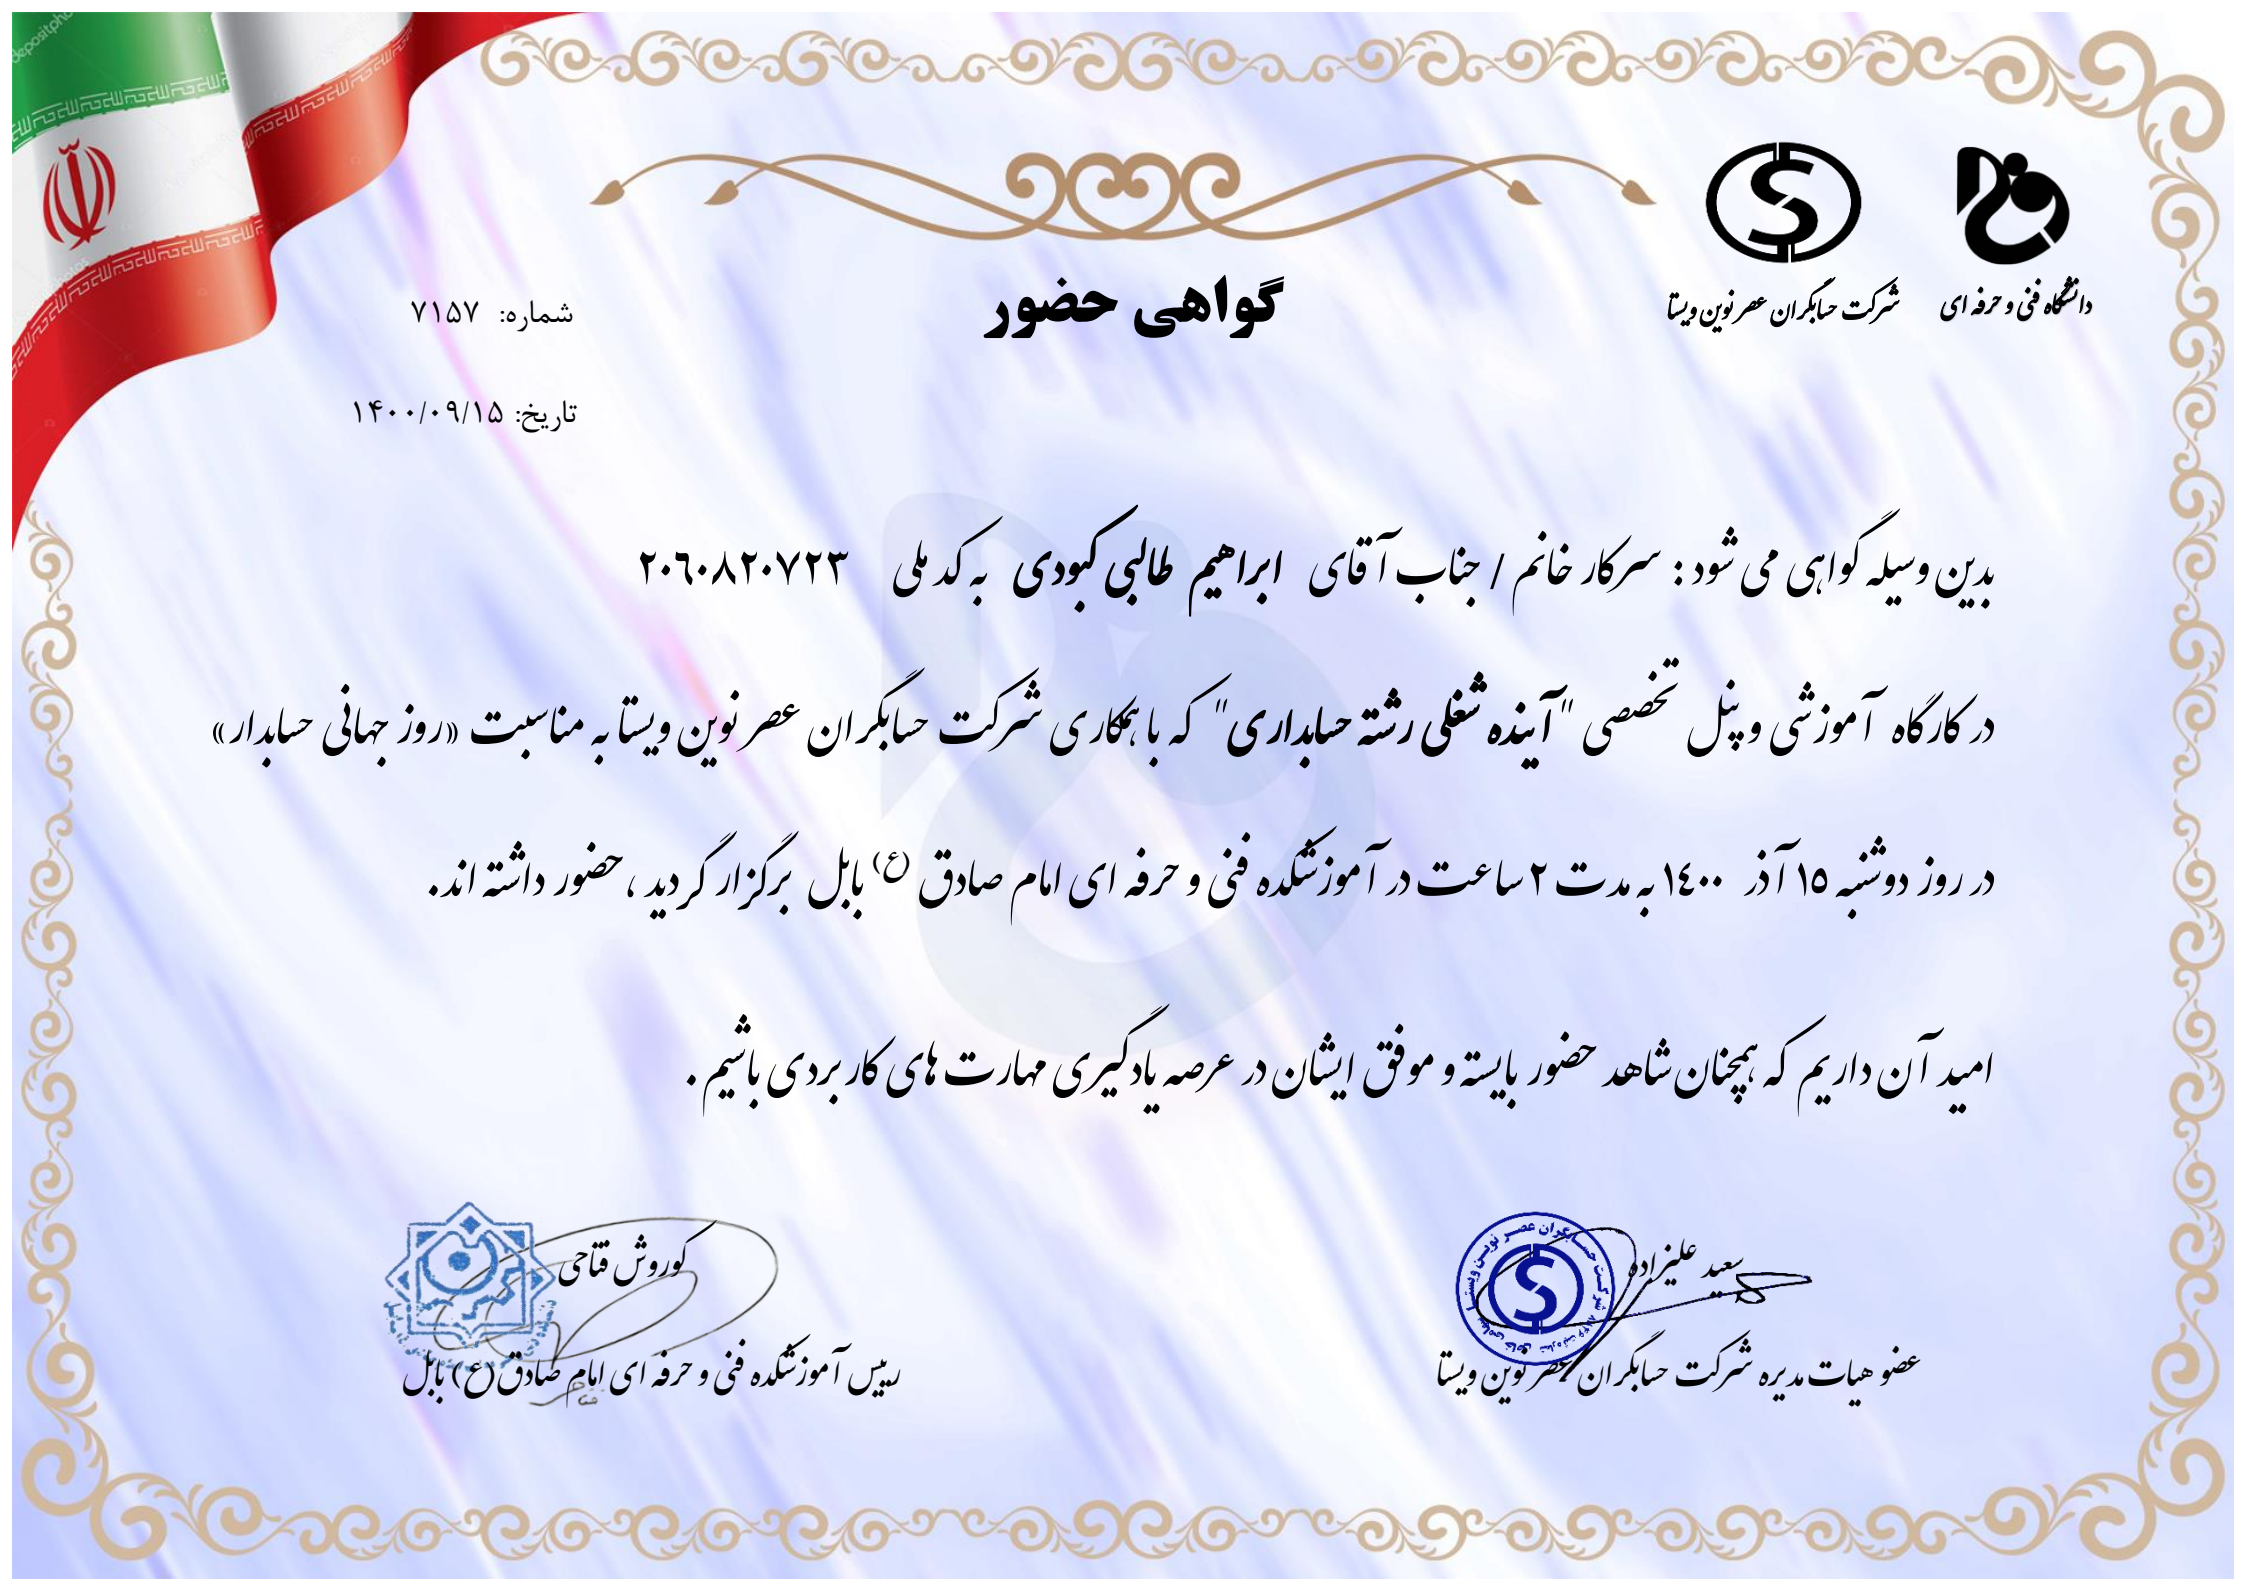 دانشگاه فنی و حرفه ای
شرکت حسابگران عصر نوین ویستا
گواهی حضور
شماره: ۷۱۵۷
تاریخ: ۱۴۰۰/۰۹/۱۵
بدین وسیله گواهی می شود : سرکار خانم / جناب آقای ابراهیم طالبی کبودی به کد ملی ۲۰۶۰۸۲۰۷۲۳
در کارگاه آموزشی و پنل تخصصی "آینده شغلی رشته حسابداری" که با همکاری شرکت حسابگران عصر نوین ویستا به مناسبت «روز جهانی حسابدار»
در روز دوشنبه ۱۵ آذر ۱۴۰۰ به مدت ۲ ساعت در آموزشکده فنی و حرفه ای امام صادق (ع) بابل برگزار گردید ، حضور داشته اند.
امید آن داریم که همچنان شاهد حضور بایسته و موفق ایشان در عرصه یادگیری مهارت های کاربردی باشیم .
سعید علیزاده
عضو هیات مدیره شرکت حسابگران عصر نوین ویستا
کوروش فتاحی
رییس آموزشکده فنی و حرفه ای امام صادق (ع) بابل